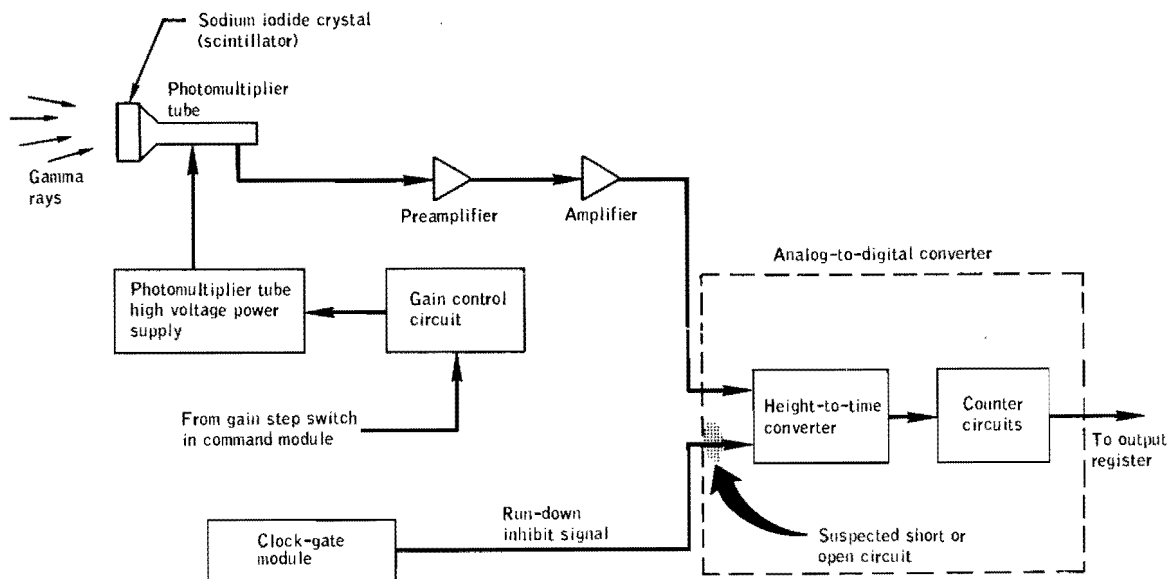 Sodium iodide crystal
(scintillator)
Photomultiplier
tube
Gamma
rays
Preamplifier
Amplifier
Analog-to-digital converter
Photomultiplier tube
high voltage power
supply
Gain control
circuit
Height-to-time
converter
Counter
circuits
From gain step switch
in command module
To output
register
Run-down
inhibit signal
Clock-gate
module
Suspected short or
open circuit